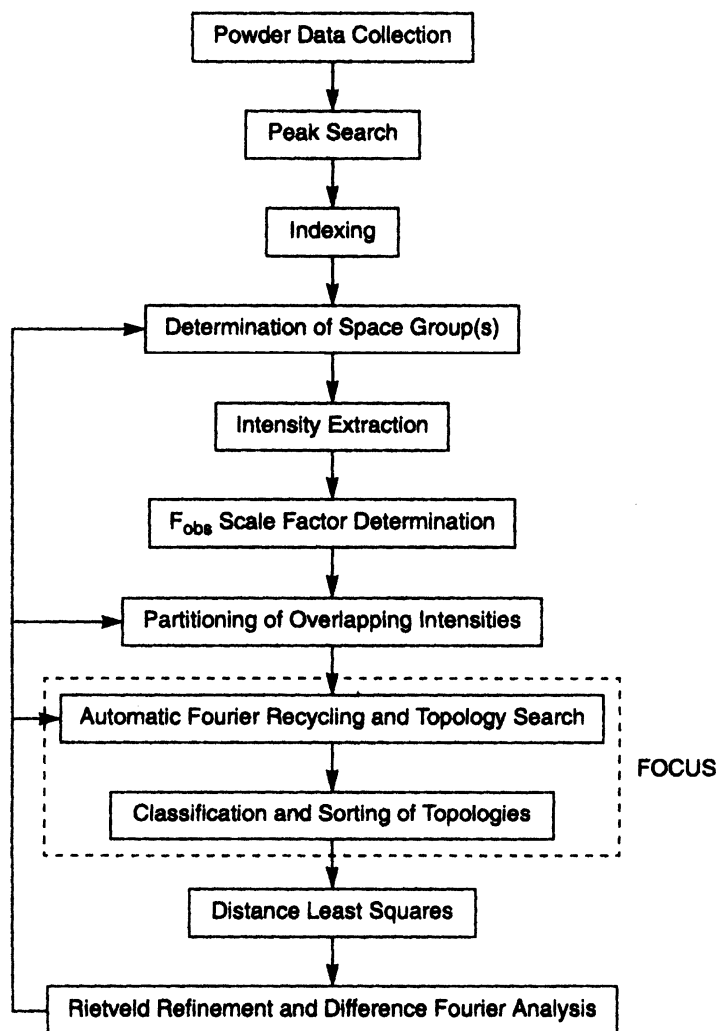 Powder Data Collection
Peak Search
Indexing
Determination of Space Group(s)
Intensity Extraction
Fobs Scale Factor Determination
Partitioning of Overlapping Intensities
Automatic Fourier Recycling and Topology Search
FOCUS
Classification and Sorting of Topologies
Distance Least Squares
Rietveld Refinement and Difference Fourier Analysis